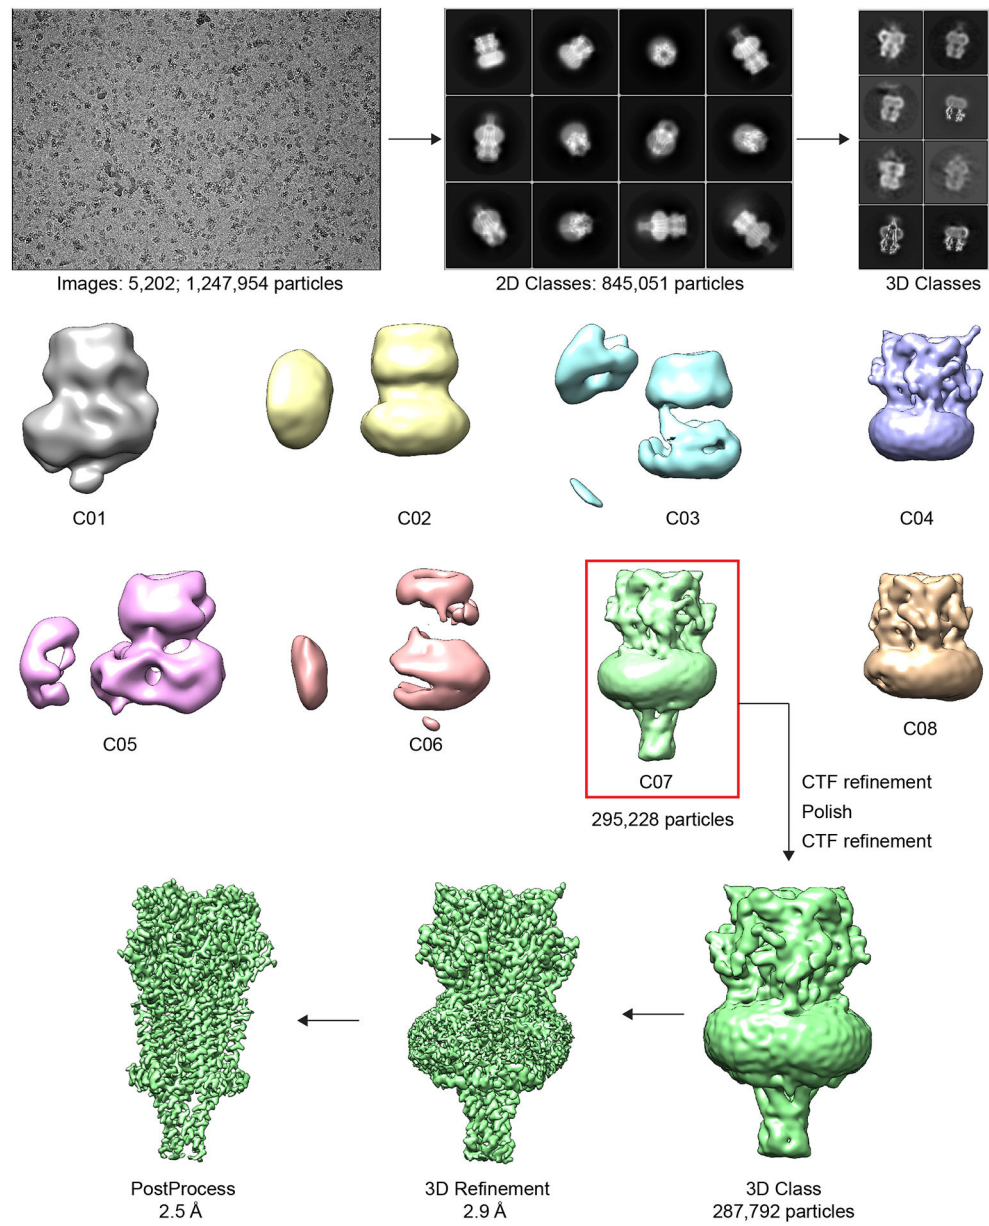 Images: 5,202; 1,247,954 particles
2D Classes: 845,051 particles
3D Classes
C01
C02
C03
C04
C05
C06
C07
C08
295,228 particles
CTF refinement
Polish
CTF refinement
PostProcess
2.5 Å
3D Refinement
2.9 Å
3D Class
287,792 particles